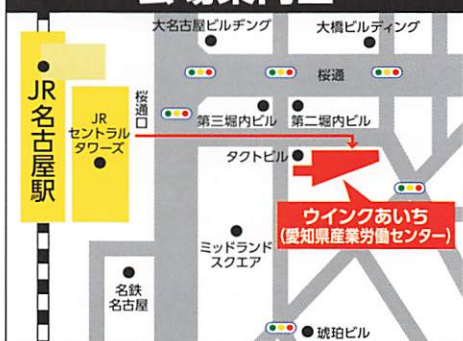 大名古屋ビルヂング
大橋ビルディング
桜通
JR名古屋駅
JR
セントラル
タワーズ
桜通口
第三堀内ビル
第二堀内ビル
タクトビル
ウインクあいち
(愛知県産業労働センター)
ミッドランド
スクエア
名鉄
名古屋
琥珀ビル